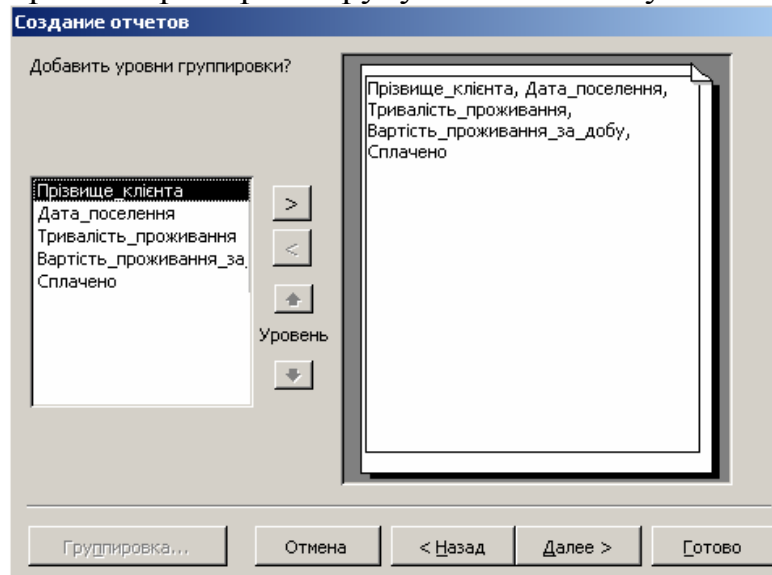 Создание отчетов
Добавить уровни группировки?
Прізвище_клієнта, Дата_поселення,
Тривалість_проживання,
Вартість_проживання_за_добу,
Сплачено
Прізвище_клієнта
Дата_поселення
Тривалість_проживання
Вартість_проживання_за_
Сплачено
>
<
Уровень
Группировка...
Отмена
< Назад
Далее >
Готово